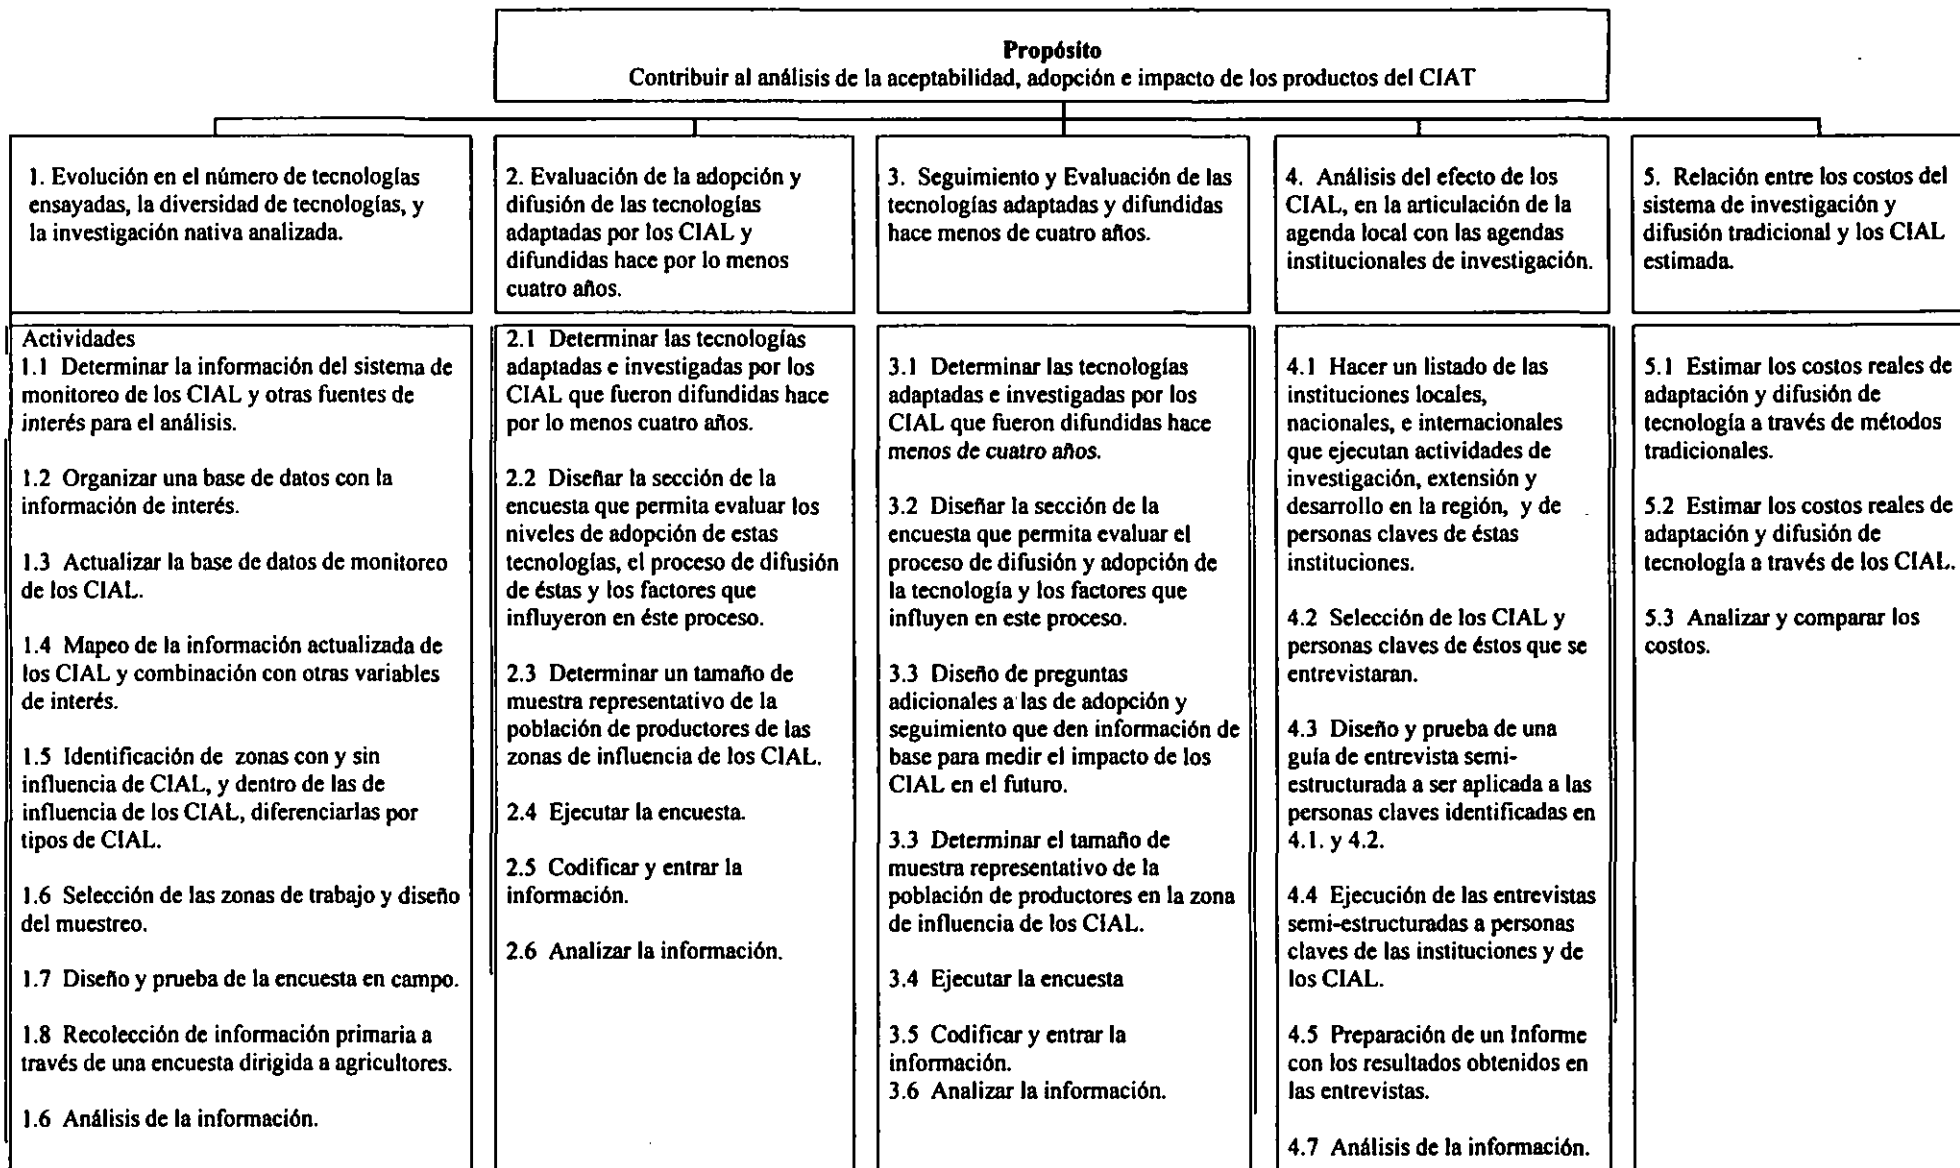 Propósito
Contribuir al análisis de la aceptabilidad, adopción e impacto de los productos del CIAT
1. Evolución en el número de tecnologías
ensayadas, la diversidad de tecnologías, y
la investigación nativa analizada.
2. Evaluación de la adopción y
difusión de las tecnologías
adaptadas por los CIAL y
difundidas hace por lo menos
cuatro años.
3. Seguimiento y Evaluación de las
tecnologías adaptadas y difundidas
hace menos de cuatro años.
4. Análisis del efecto de los
CIAL, en la articulación de la
agenda local con las agendas
institucionales de investigación.
5. Relación entre los costos del
sistema de investigación y
difusión tradicional y los CIAL
estimada.
Actividades
1.1 Determinar la información del sistema de
monitoreo de los CIAL y otras fuentes de
interés para el análisis.
1.2 Organizar una base de datos con la
información de interés.
1.3 Actualizar la base de datos de monitoreo
de los CIAL.
1.4 Mapeo de la información actualizada de
los CIAL y combinación con otras variables
de interés.
1.5 Identificación de zonas con y sin
influencia de CIAL, y dentro de las de
influencia de los CIAL, diferenciarlas por
tipos de CIAL.
1.6 Selección de las zonas de trabajo y diseño
del muestreo.
1.7 Diseño y prueba de la encuesta en campo.
1.8 Recolección de información primaria a
través de una encuesta dirigida a agricultores.
1.6 Análisis de la información.
2.1 Determinar las tecnologías
adaptadas e investigadas por los
CIAL que fueron difundidas hace
por lo menos cuatro años.
2.2 Diseñar la sección de la
encuesta que permita evaluar los
niveles de adopción de estas
tecnologías, el proceso de difusión
de éstas y los factores que
influyeron en éste proceso.
2.3 Determinar un tamaño de
muestra representativo de la
población de productores de las
zonas de influencia de los CIAL.
2.4 Ejecutar la encuesta.
2.5 Codificar y entrar la
información.
2.6 Analizar la información.
3.1 Determinar las tecnologías
adaptadas e investigadas por los
CIAL que fueron difundidas hace
menos de cuatro años.
3.2 Diseñar la sección de la
encuesta que permita evaluar el
proceso de difusión y adopción de
la tecnología y los factores que
influyen en este proceso.
3.3 Diseño de preguntas
adicionales a las de adopción y
seguimiento que den información de
base para medir el impacto de los
CIAL en el futuro.
3.3 Determinar el tamaño de
muestra representativo de la
población de productores en la zona
de influencia de los CIAL.
3.4 Ejecutar la encuesta
3.5 Codificar y entrar la
información.
3.6 Analizar la información.
4.1 Hacer un listado de las
instituciones locales,
nacionales, e internacionales
que ejecutan actividades de
investigación, extensión y
desarrollo en la región, y de
personas claves de éstas
instituciones.
4.2 Selección de los CIAL y
personas claves de éstos que se
entrevistaran.
4.3 Diseño y prueba de una
guía de entrevista semi-
estructurada a ser aplicada a las
personas claves identificadas en
4.1. y 4.2.
4.4 Ejecución de las entrevistas
semi-estructuradas a personas
claves de las instituciones y de
los CIAL.
4.5 Preparación de un Informe
con los resultados obtenidos en
las entrevistas.
4.7 Análisis de la información.
5.1 Estimar los costos reales de
adaptación y difusión de
tecnología a través de métodos
tradicionales.
5.2 Estimar los costos reales de
adaptación y difusión de
tecnología a través de los CIAL.
5.3 Analizar y comparar los
costos.